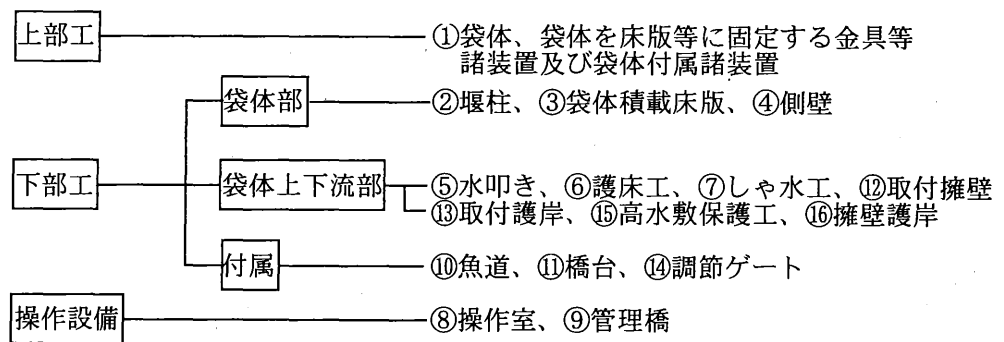 上部工 ①袋体、袋体を床版等に固定する金具等
諸装置及び袋体付属諸装置
袋体部 ②堰柱、③袋体積載床版、④側壁
下部工 袋体上下流部 ⑤水叩き、⑥護床工、⑦しゃ水工、⑫取付擁壁
⑬取付護岸、⑮高水敷保護工、⑯擁壁護岸
付属 ⑩魚道、⑪橋台、⑭調節ゲート
操作設備 ⑧操作室、⑨管理橋